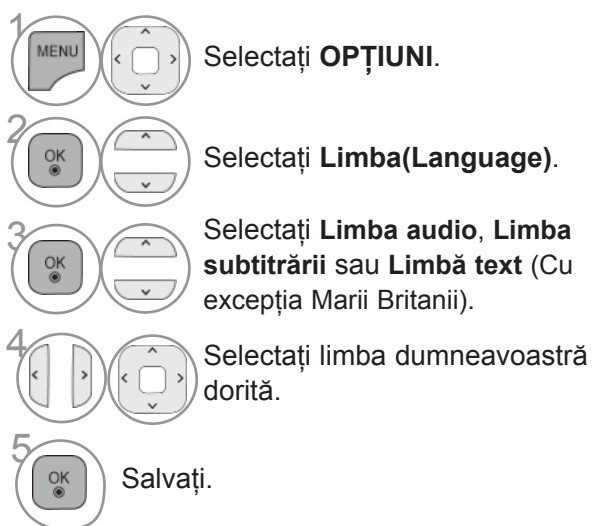 1
MENU
Selectați OPȚIUNI.
2
OK
Selectați Limba(Language).
3
OK
Selectați Limba audio, Limba
subtitrării sau Limbă text (Cu
excepția Marii Britanii).
4
Selectați limba dumneavoastră
dorită.
5
OK
Salvați.